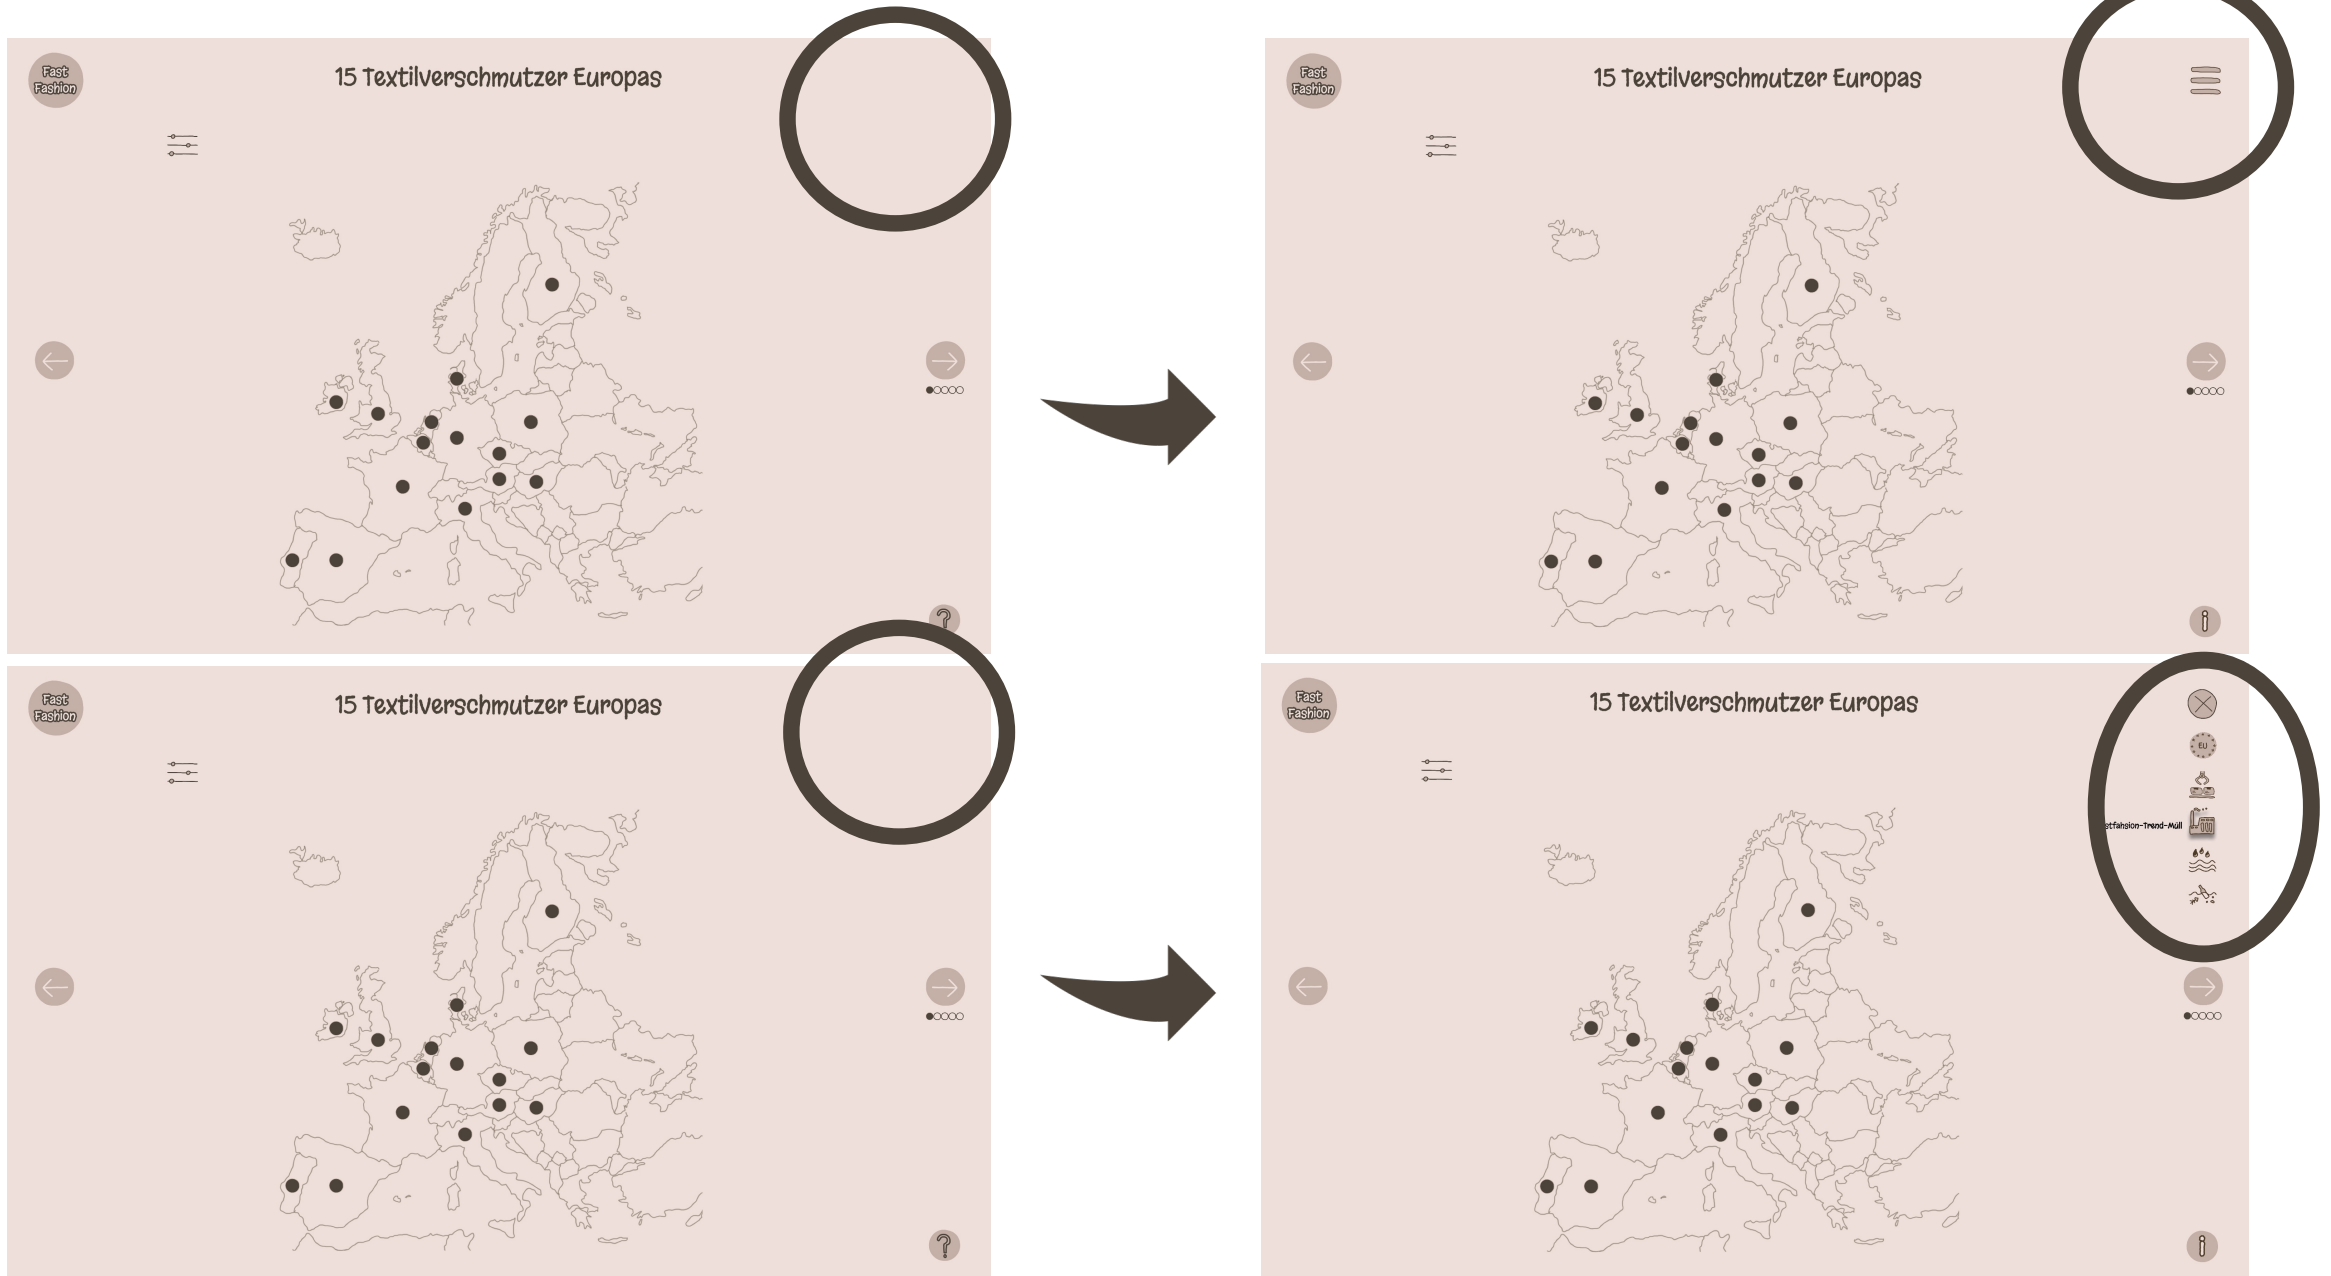 Fast
Fashion
15 Textilverschmutzer Europas
?
Fast
Fashion
15 Textilverschmutzer Europas
i
Fast
Fashion
15 Textilverschmutzer Europas
?
Fast
Fashion
15 Textilverschmutzer Europas
EU
stfahsion-Trend-Müll
i